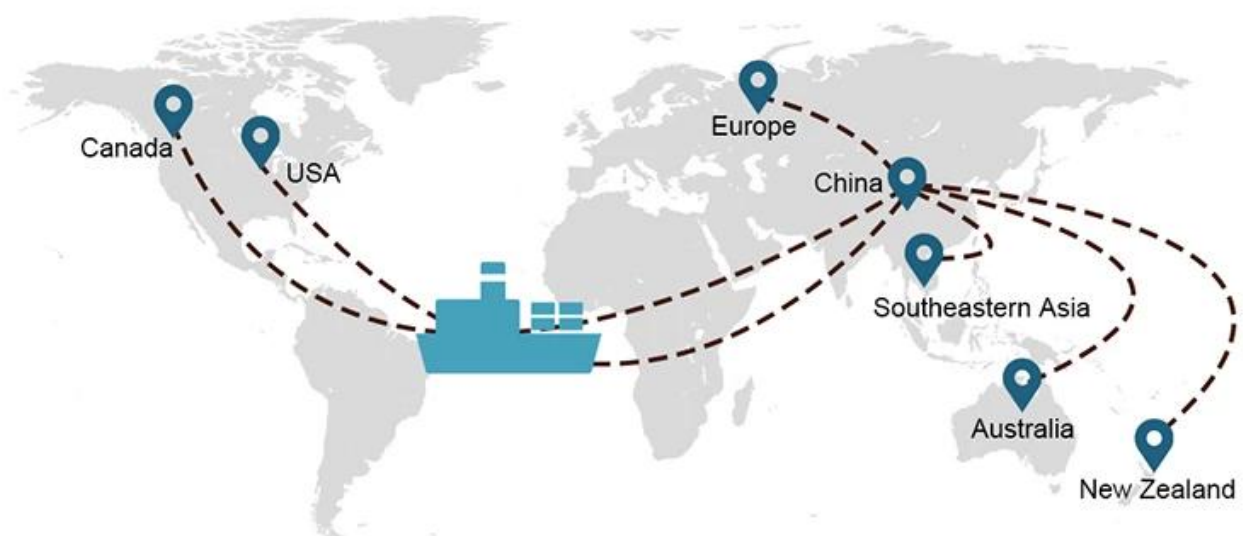 Europe
Canada
USA
China
Southeastern Asia
Australia
New Zealand